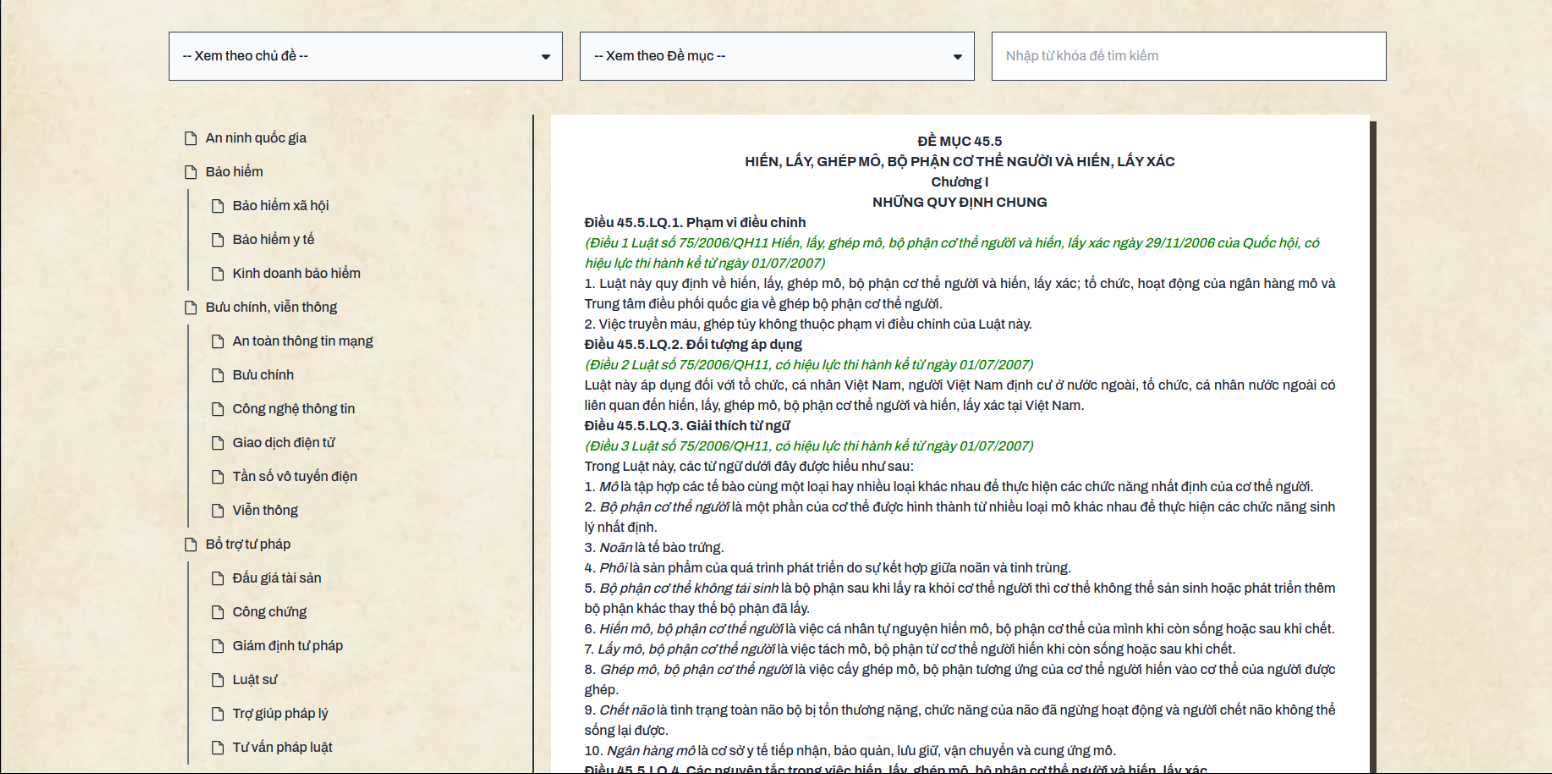 -- Xem theo chủ đề --
-- Xem theo Đề mục --
Nhập từ khóa để tìm kiếm
An ninh quốc gia
Bảo hiểm
Bảo hiểm xã hội
Bảo hiểm y tế
Kinh doanh bảo hiểm
Bưu chính, viễn thông
An toàn thông tin mạng
Bưu chính
Công nghệ thông tin
Giao dịch điện tử
Tần số vô tuyến điện
Viễn thông
Bổ trợ tư pháp
Đấu giá tài sản
Công chứng
Giám định tư pháp
Luật sư
Trợ giúp pháp lý
Tư vấn pháp luật
ĐỀ MỤC 45.5
HIẾN, LẤY, GHÉP MÔ, BỘ PHẬN CƠ THỂ NGƯỜI VÀ HIẾN, LẤY XÁC
Chương I
NHỮNG QUY ĐỊNH CHUNG
Điều 45.5.LQ.1. Phạm vi điều chỉnh
(Điều 1 Luật số 75/2006/QH11 Hiến, lấy, ghép mô, bộ phận cơ thể người và hiến, lấy xác ngày 29/11/2006 của Quốc hội, có
hiệu lực thi hành kể từ ngày 01/07/2007)
1. Luật này quy định về hiến, lấy, ghép mô, bộ phận cơ thể người và hiến, lấy xác; tổ chức, hoạt động của ngân hàng mô và
Trung tâm điều phối quốc gia về ghép bộ phận cơ thể người.
2. Việc truyền máu, ghép tủy không thuộc phạm vi điều chỉnh của Luật này.
Điều 45.5.LQ.2. Đối tượng áp dụng
(Điều 2 Luật số 75/2006/QH11, có hiệu lực thi hành kể từ ngày 01/07/2007)
Luật này áp dụng đối với tổ chức, cá nhân Việt Nam, người Việt Nam định cư ở nước ngoài, tổ chức, cá nhân nước ngoài có
liên quan đến hiến, lấy, ghép mô, bộ phận cơ thể người và hiến, lấy xác tại Việt Nam.
Điều 45.5.LQ.3. Giải thích từ ngữ
(Điều 3 Luật số 75/2006/QH11, có hiệu lực thi hành kể từ ngày 01/07/2007)
Trong Luật này, các từ ngữ dưới đây được hiểu như sau:
1. Mô là tập hợp các tế bào cùng một loại hay nhiều loại khác nhau để thực hiện các chức năng nhất định của cơ thể người.
2. Bộ phận cơ thể người là một phần của cơ thể được hình thành từ nhiều loại mô khác nhau để thực hiện các chức năng sinh
lý nhất định.
3. Noãn là tế bào trứng.
4. Phôi là sản phẩm của quá trình phát triển do sự kết hợp giữa noãn và tinh trùng.
5. Bộ phận cơ thể không tái sinh là bộ phận sau khi lấy ra khỏi cơ thể người thì cơ thể không thể sản sinh hoặc phát triển thêm
bộ phận khác thay thế bộ phận đã lấy.
6. Hiến mô, bộ phận cơ thể người là việc cá nhân tự nguyện hiến mô, bộ phận cơ thể của mình khi còn sống hoặc sau khi chết.
7. Lấy mô, bộ phận cơ thể người là việc tách mô, bộ phận từ cơ thể người hiến khi còn sống hoặc sau khi chết.
8. Ghép mô, bộ phận cơ thể người là việc cấy ghép mô, bộ phận tương ứng của cơ thể người hiến vào cơ thể của người được
ghép.
9. Chết não là tình trạng toàn não bộ bị tổn thương nặng, chức năng của não đã ngừng hoạt động và người chết não không thể
sống lại được.
10. Ngân hàng mô là cơ sở y tế tiếp nhận, bảo quản, lưu giữ, vận chuyển và cung ứng mô.
Điều 45.5.LQ.4. Các nguyên tắc trong việc hiến, lấy, ghép mô, bộ phận cơ thể người và hiến, lấy xác